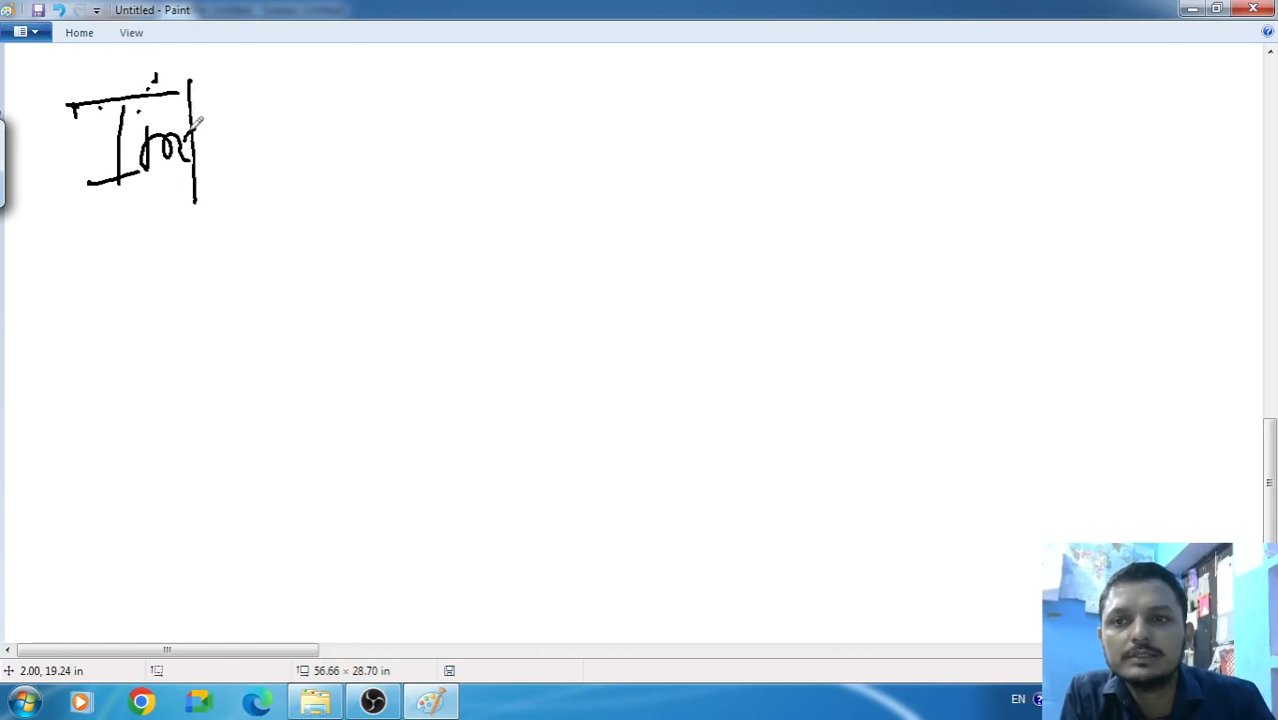 Untitled - Paint
Home View
2.00, 19.24 in 56.66 × 28.70 in
EN